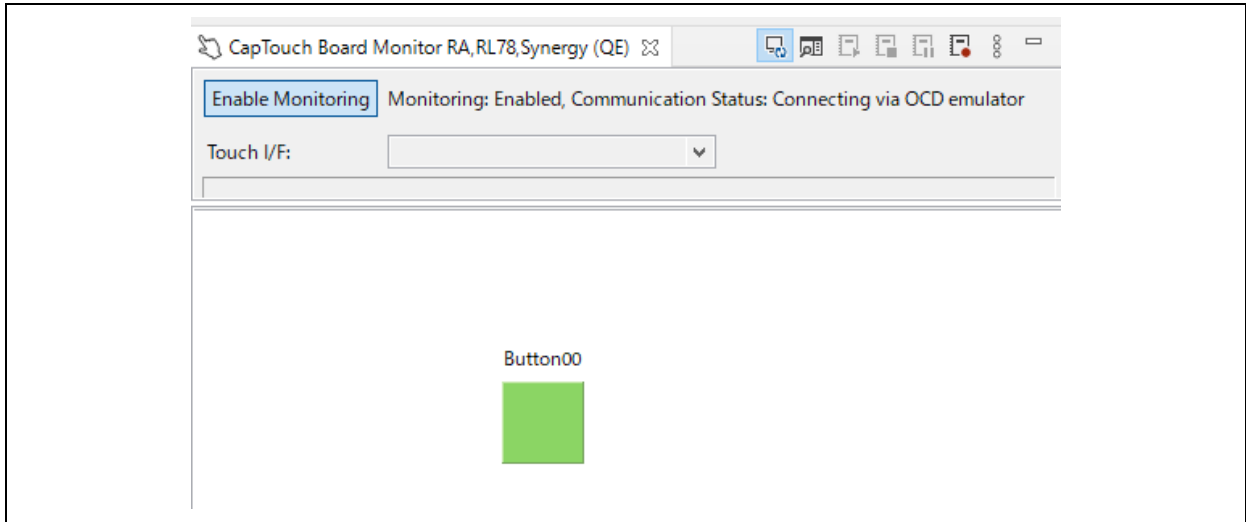 CapTouch Board Monitor RA,RL78,Synergy (QE)
Enable Monitoring Monitoring: Enabled, Communication Status: Connecting via OCD emulator
Touch I/F:
Button00